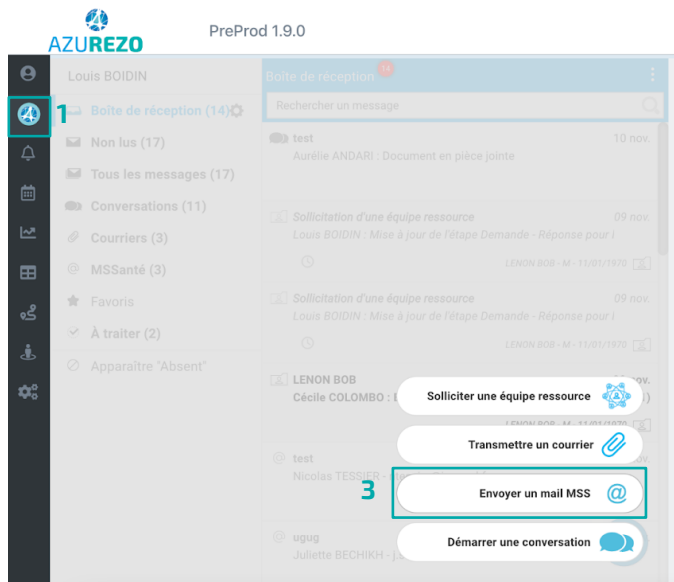 AZUREZO
PreProd 1.9.0
Louis BOIDIN
1
Boîte de réception (14)
Non lus (17)
Tous les messages (17)
Conversations (11)
Courriers (3)
@ MSSanté (3)
Favoris
À traiter (2)
Apparaître "Absent"
Boîte de réception 14
Rechercher un message
test 10 nov.
Aurélie ANDARI : Document en pièce jointe
Sollicitation d'une équipe ressource 09 nov.
Louis BOIDIN : Mise à jour de l'étape Demande - Réponse pour l
LENON BOB - M - 11/01/1970
Sollicitation d'une équipe ressource 09 nov.
Louis BOIDIN : Mise à jour de l'étape Demande - Réponse pour l
LENON BOB - M - 11/01/1970
LENON BOB nov.
Cécile COLOMBO :
Solliciter une équipe ressource
LENON BOB - M - 11/01/1970
Transmettre un courrier
@ test
Nicolas TESSIER -
3
Envoyer un mail MSS @
@ ugug
Juliette BECHIKH -
Démarrer une conversation